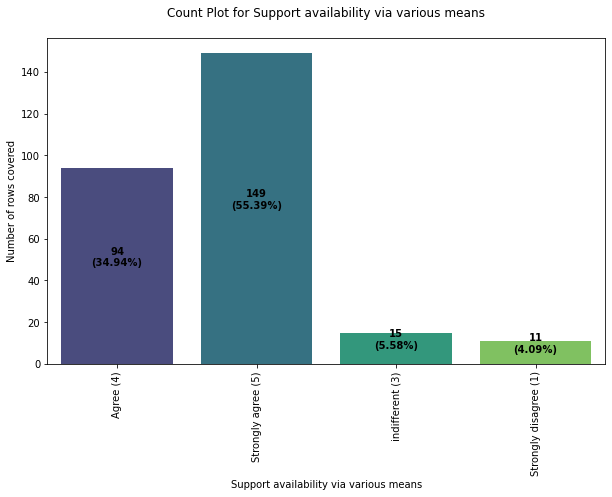 Count Plot for Support availability via various means
Number of rows covered
140
120
100
80
60
40
20
0
94
(34.94%)
149
(55.39%)
15
(5.58%)
11
(4.09%)
Agree (4)
Strongly agree (5)
indifferent (3)
Strongly disagree (1)
Support availability via various means